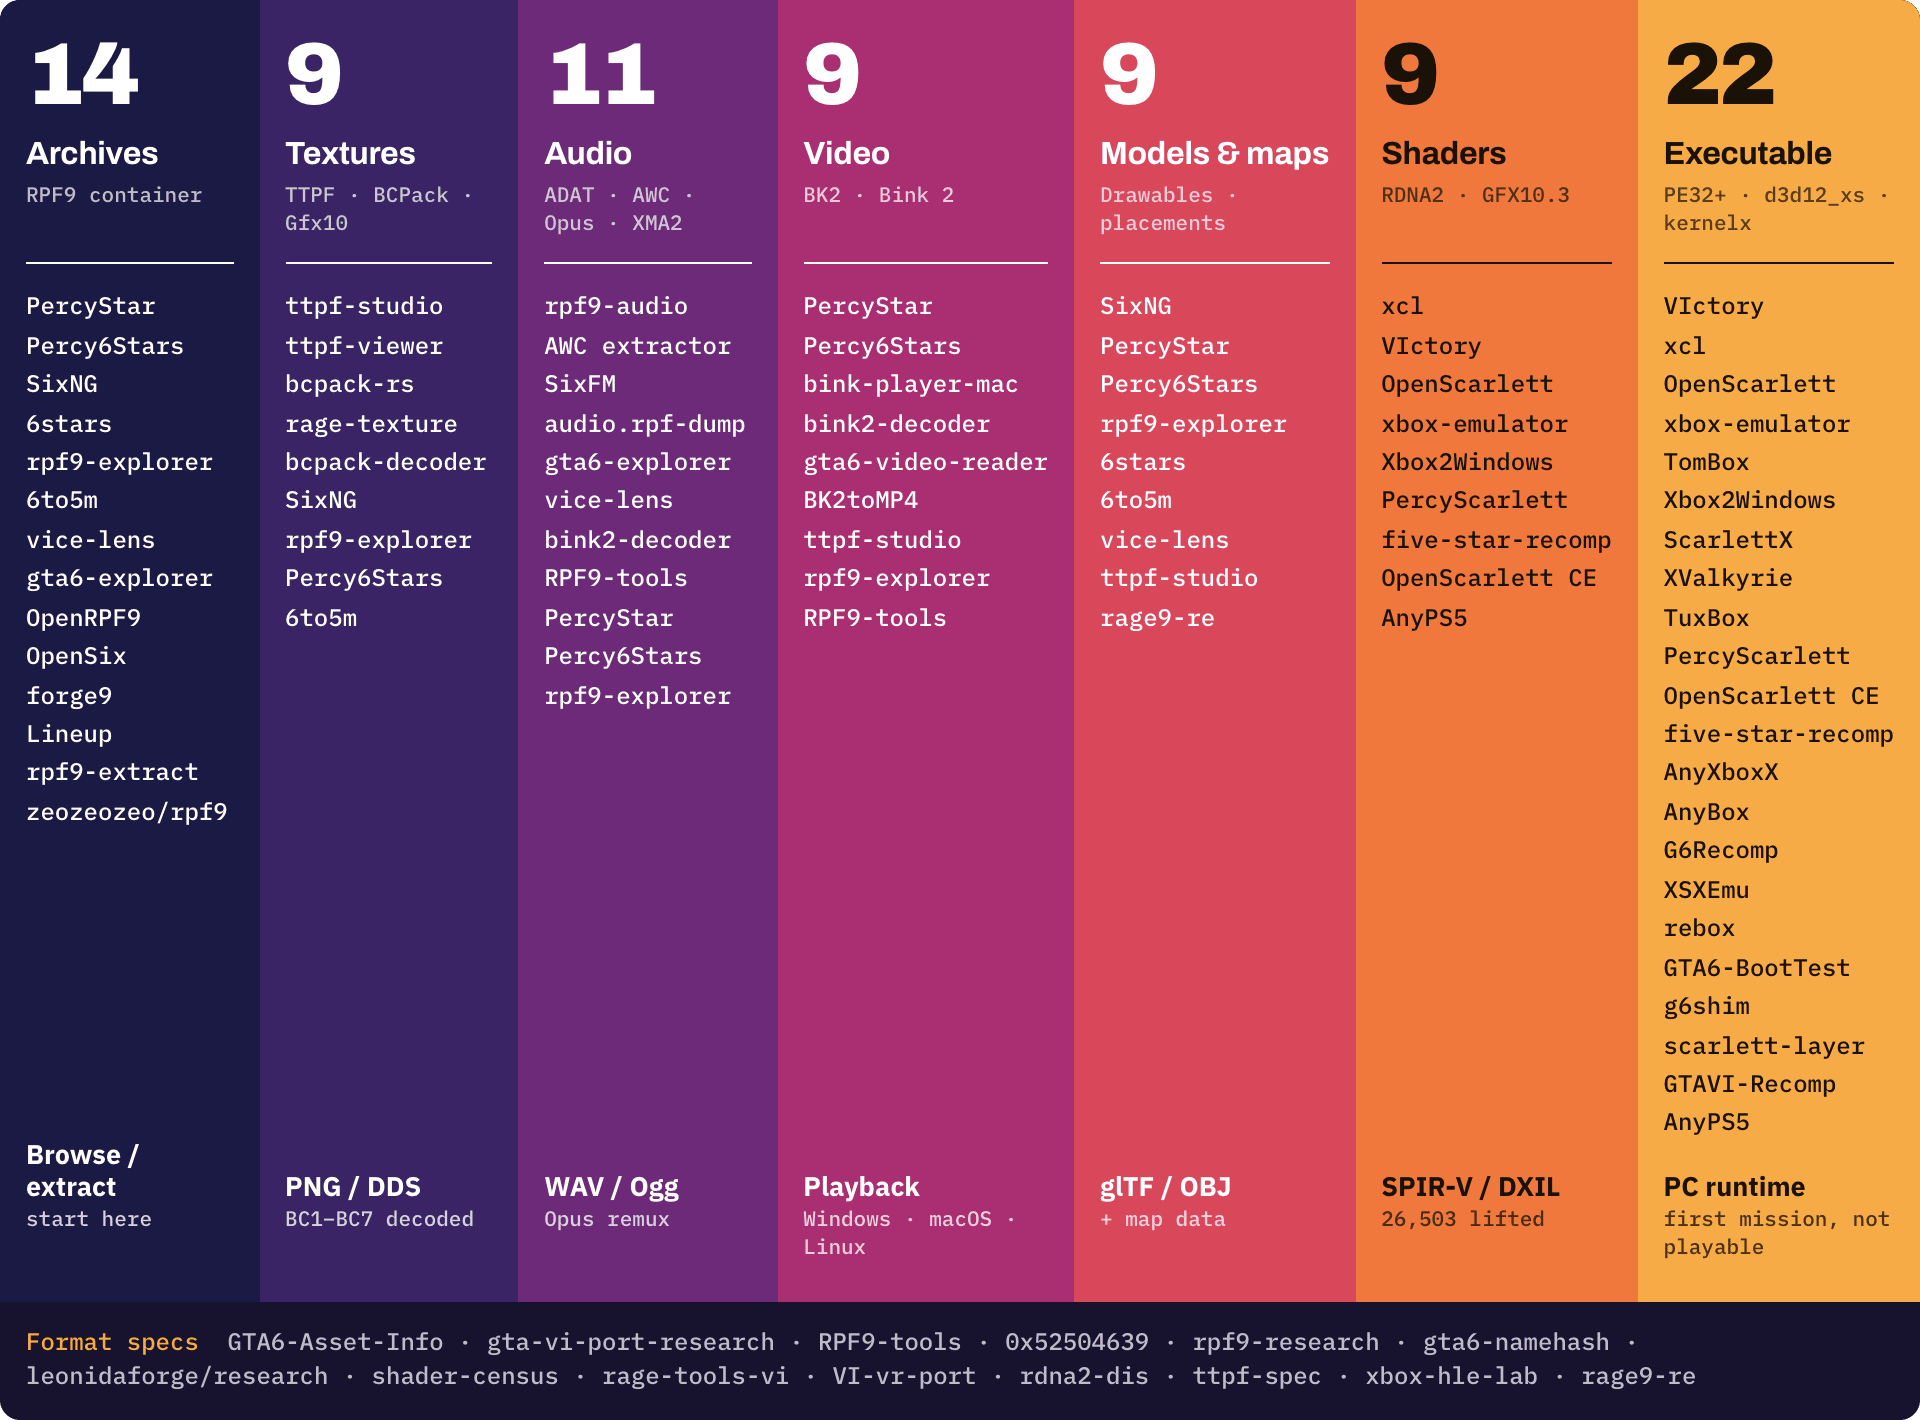 14
Archives
RPF9 container
PercyStar
Percy6Stars
SixNG
6stars
rpf9-explorer
6to5m
vice-lens
gta6-explorer
OpenRPF9
OpenSix
forge9
Lineup
rpf9-extract
zeozeozeo/rpf9
Browse /
extract
start here
9
Textures
TTPF · BCPack ·
Gfx10
ttpf-studio
ttpf-viewer
bcpack-rs
rage-texture
bcpack-decoder
SixNG
rpf9-explorer
Percy6Stars
6to5m
PNG / DDS
BC1–BC7 decoded
11
Audio
ADAT · AWC ·
Opus · XMA2
rpf9-audio
AWC extractor
SixFM
audio.rpf-dump
gta6-explorer
vice-lens
bink2-decoder
RPF9-tools
PercyStar
Percy6Stars
rpf9-explorer
WAV / Ogg
Opus remux
9
Video
BK2 · Bink 2
PercyStar
Percy6Stars
bink-player-mac
bink2-decoder
gta6-video-reader
BK2toMP4
ttpf-studio
rpf9-explorer
RPF9-tools
Playback
Windows · macOS ·
Linux
9
Models & maps
Drawables ·
placements
SixNG
PercyStar
Percy6Stars
rpf9-explorer
6stars
6to5m
vice-lens
ttpf-studio
rage9-re
glTF / OBJ
+ map data
9
Shaders
RDNA2 · GFX10.3
xcl
VIctory
OpenScarlett
xbox-emulator
Xbox2Windows
PercyScarlett
five-star-recomp
OpenScarlett CE
AnyPS5
SPIR-V / DXIL
26,503 lifted
22
Executable
PE32+ · d3d12_xs ·
kernelx
VIctory
xcl
OpenScarlett
xbox-emulator
TomBox
Xbox2Windows
ScarlettX
XValkyrie
TuxBox
PercyScarlett
OpenScarlett CE
five-star-recomp
AnyXboxX
AnyBox
G6Recomp
XSXEmu
rebox
GTA6-BootTest
g6shim
scarlett-layer
GTAVI-Recomp
AnyPS5
PC runtime
first mission, not
playable
Format specs GTA6-Asset-Info · gta-vi-port-research · RPF9-tools · 0x52504639 · rpf9-research · gta6-namehash ·
leonidaforge/research · shader-census · rage-tools-vi · VI-vr-port · rdna2-dis · ttpf-spec · xbox-hle-lab · rage9-re